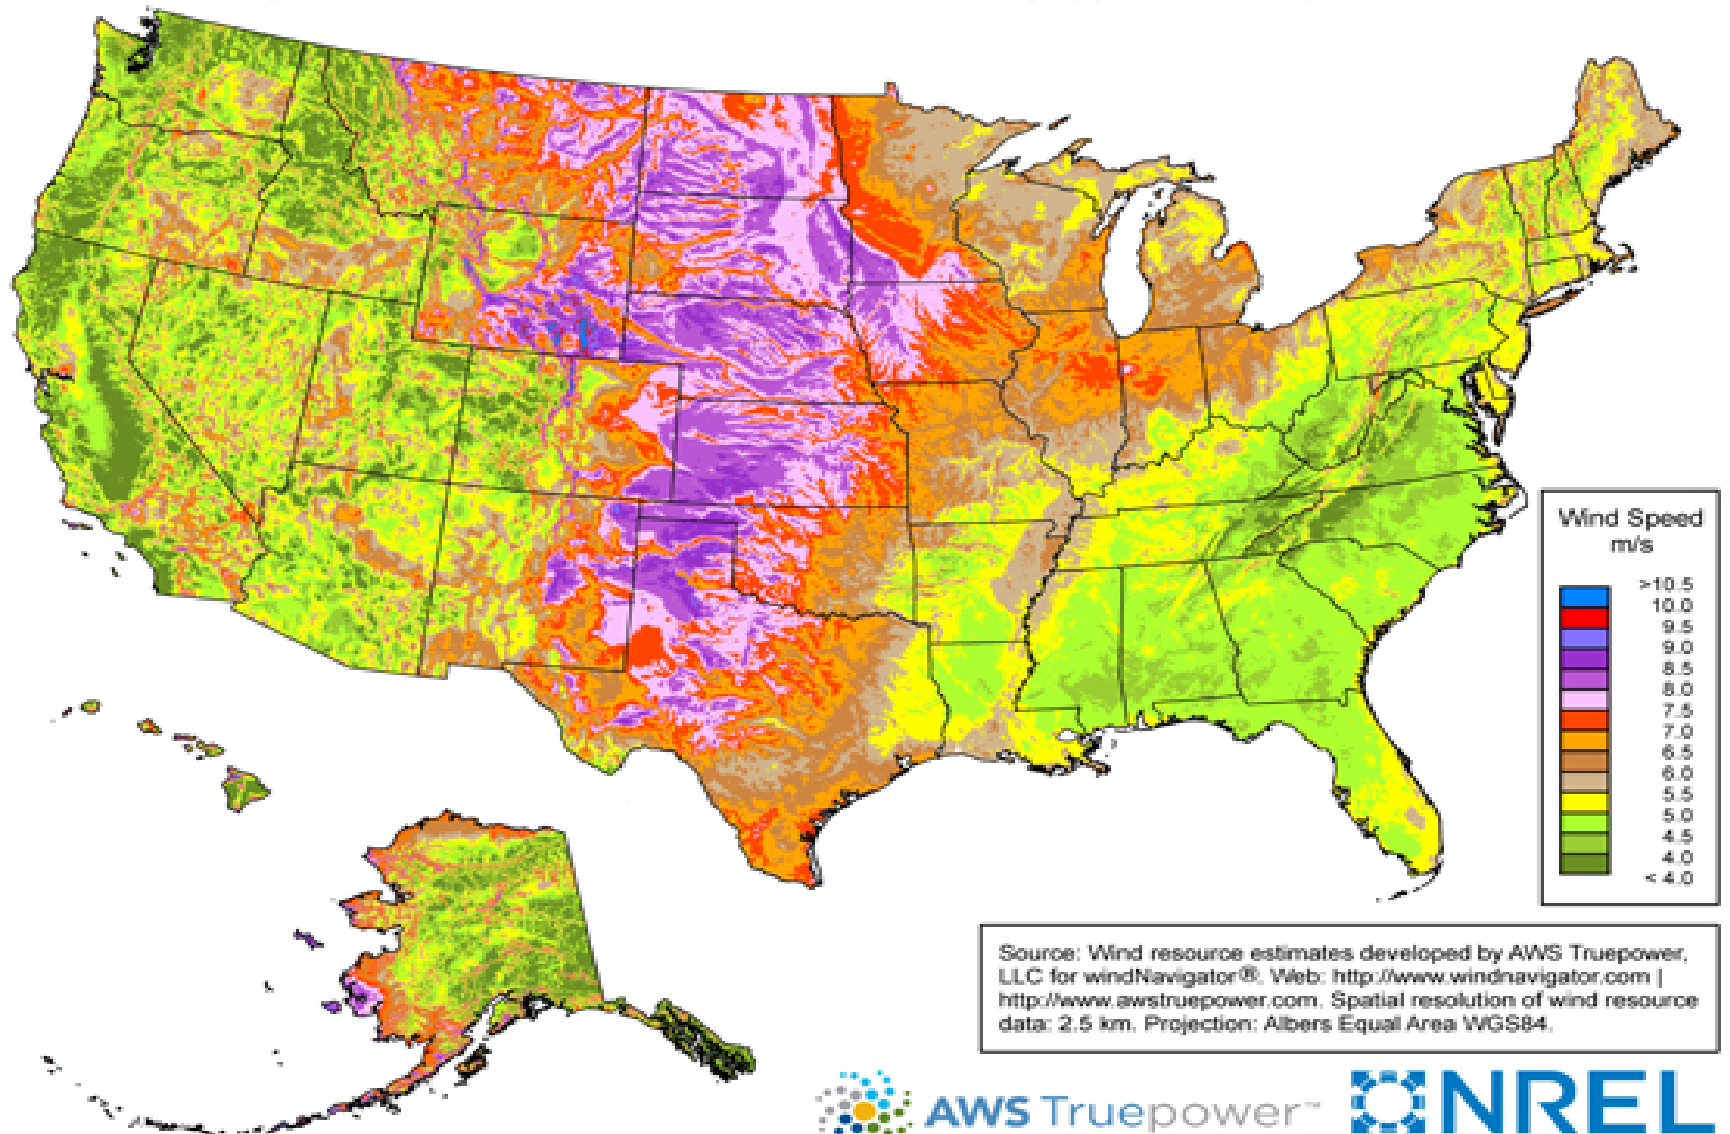 Wind Speed
m/s
>10.5
10.0
9.5
9.0
8.5
8.0
7.5
7.0
6.5
6.0
5.5
5.0
4.5
4.0
< 4.0
Source: Wind resource estimates developed by AWS Truepower,
LLC for windNavigator®. Web: http://www.windnavigator.com |
http://www.awstruepower.com. Spatial resolution of wind resource
data: 2.5 km. Projection: Albers Equal Area WGS84.
AWS Truepower™
NREL